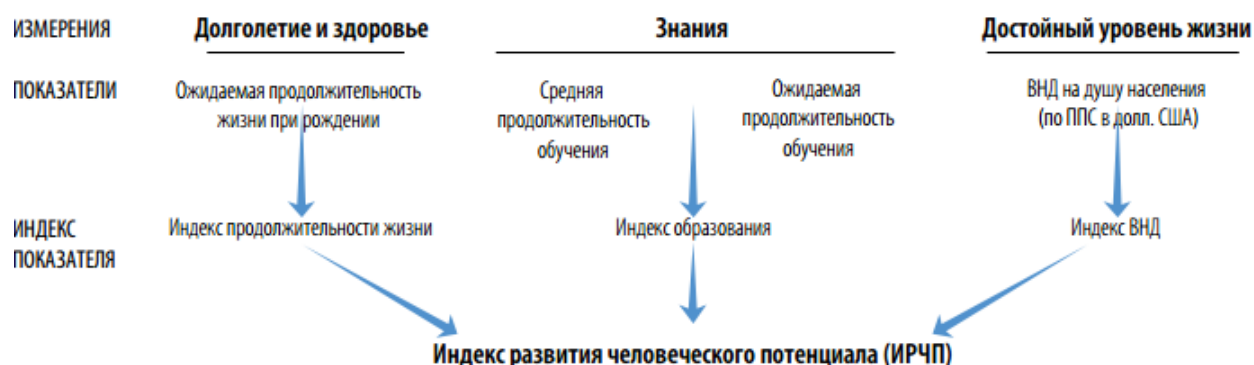 ИЗМЕРЕНИЯ Долголетие и здоровье Знания Достойный уровень жизни
ПОКАЗАТЕЛИ
Ожидаемая продолжительность
жизни при рождении
Средняя
продолжительность
обучения
Ожидаемая
продолжительность
обучения
ВНД на душу населения
(по ППС в долл. США)
ИНДЕКС
ПОКАЗАТЕЛЯ
Индекс продолжительности жизни
Индекс образования
Индекс ВНД
Индекс развития человеческого потенциала (ИРЧП)